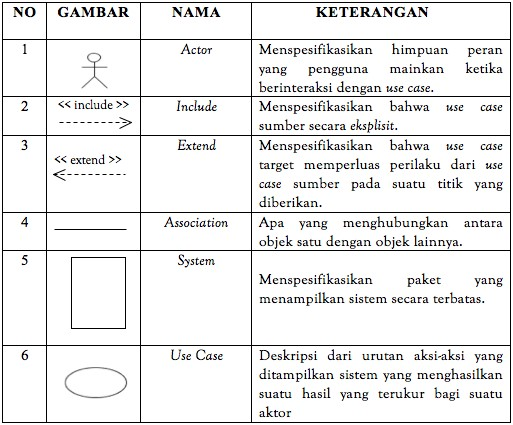 NO GAMBAR NAMA KETERANGAN
1 Actor Menspesifikasikan himpuan peran
yang pengguna mainkan ketika
berinteraksi dengan use case.
2 << include >> Include Menspesifikasikan bahwa use case
sumber secara eksplisit.
3 Extend Menspesifikasikan bahwa use case
<< extend >> target memperluas perilaku dari use
case sumber pada suatu titik yang
diberikan.
4 Association Apa yang menghubungkan antara
objek satu dengan objek lainnya.
5 System
Menspesifikasikan paket yang
menampilkan sistem secara terbatas.
6 Use Case Deskripsi dari urutan aksi-aksi yang
ditampilkan sistem yang menghasilkan
suatu hasil yang terukur bagi suatu
aktor